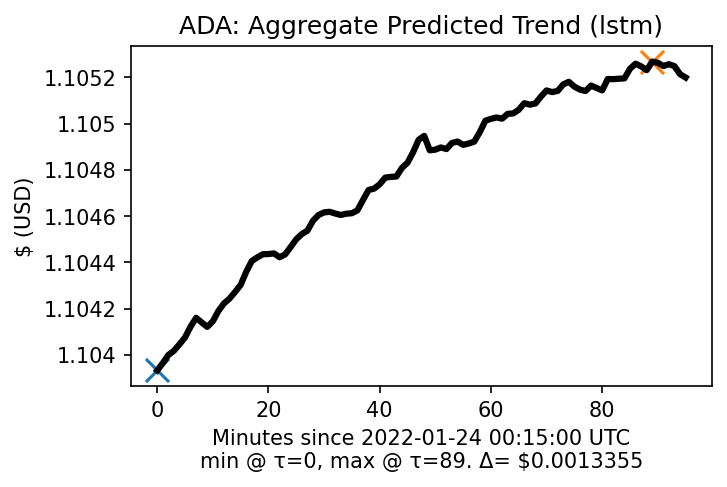 ADA: Aggregate Predicted Trend (lstm)
$ (USD)
1.1052
1.105
1.1048
1.1046
1.1044
1.1042
1.104
0 20 40 60 80
Minutes since 2022-01-24 00:15:00 UTC
min @ τ=0, max @ τ=89. Δ= $0.0013355